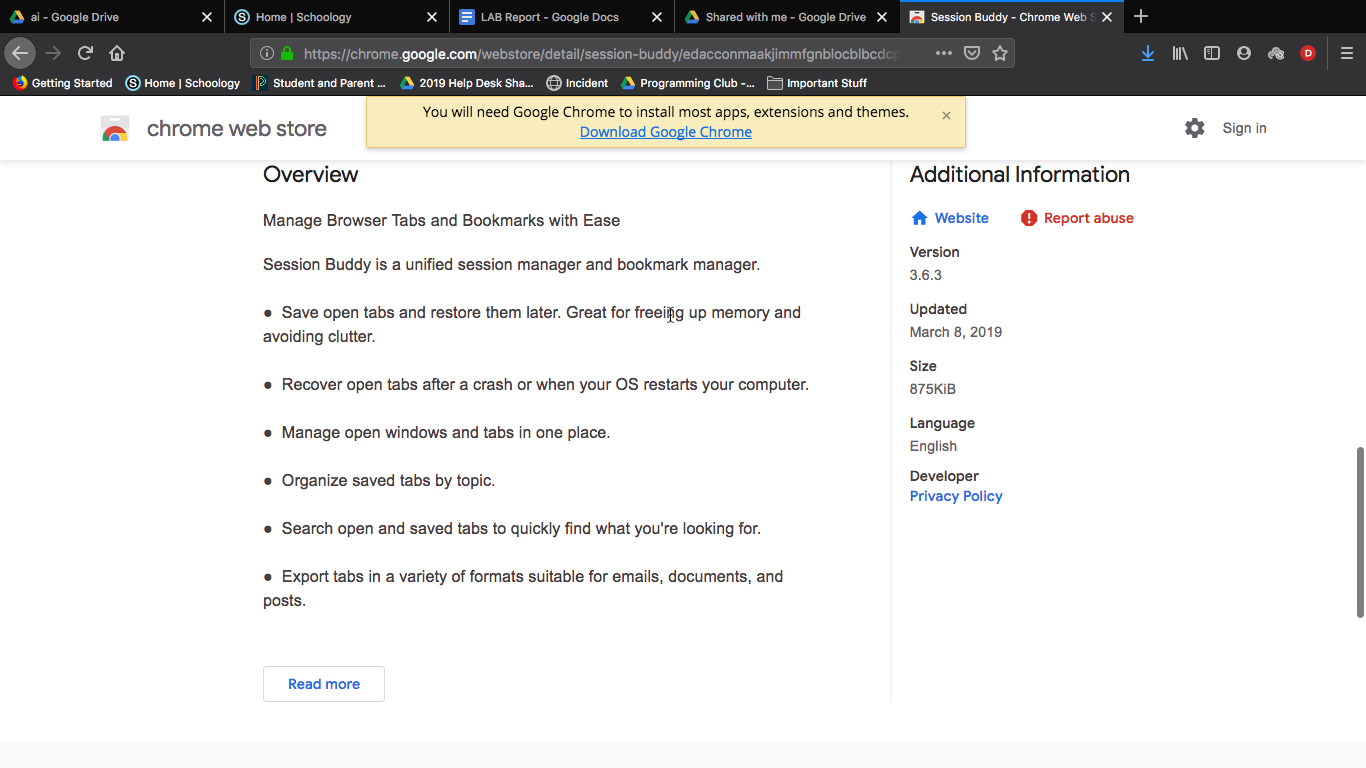 ai - Google Drive
Home | Schoology
LAB Report - Google Docs
Shared with me - Google Drive
Session Buddy - Chrome Web S
https://chrome.google.com/webstore/detail/session-buddy/edacconmaakjimmfgnblocblbcdcp
D
Getting Started
Home | Schoology
Student and Parent ...
2019 Help Desk Sha...
Incident
Programming Club -...
Important Stuff
You will need Google Chrome to install most apps, extensions and themes.
Download Google Chrome
chrome web store
Sign in
Overview
Manage Browser Tabs and Bookmarks with Ease
Session Buddy is a unified session manager and bookmark manager.
● Save open tabs and restore them later. Great for freeing up memory and
avoiding clutter.
● Recover open tabs after a crash or when your OS restarts your computer.
● Manage open windows and tabs in one place.
● Organize saved tabs by topic.
● Search open and saved tabs to quickly find what you're looking for.
● Export tabs in a variety of formats suitable for emails, documents, and
posts.
Read more
Additional Information
Website
Report abuse
Version
3.6.3
Updated
March 8, 2019
Size
875KiB
Language
English
Developer
Privacy Policy